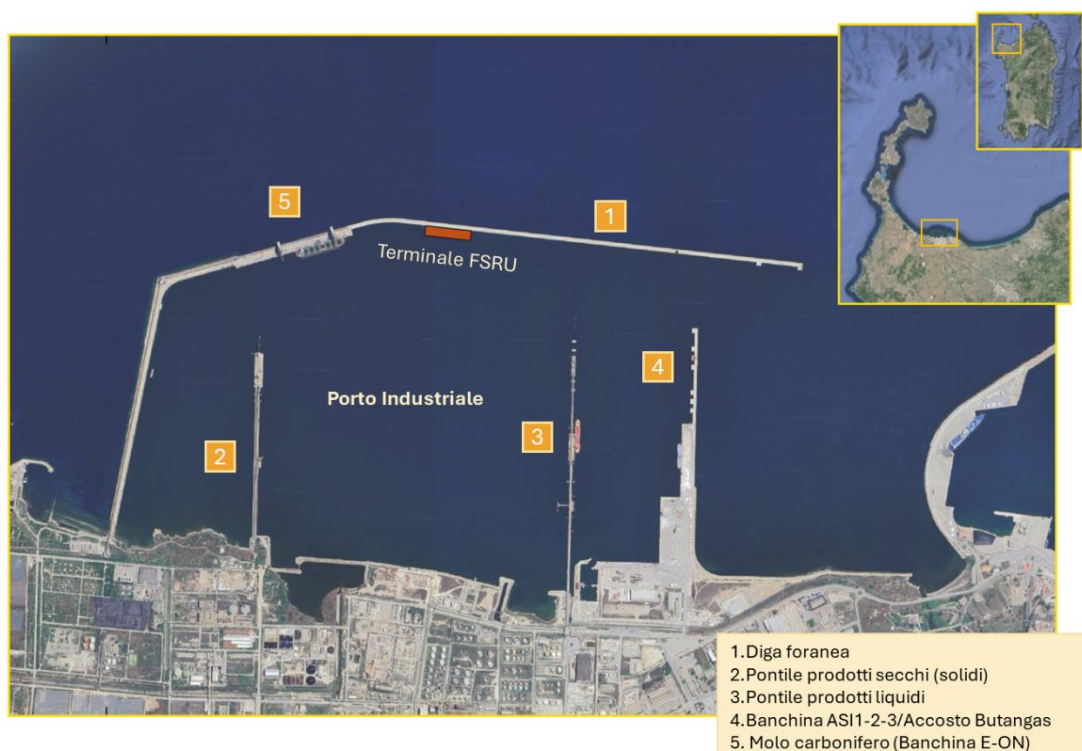 5
1
Terminale FSRU
4
Porto Industriale
3
2
1.Diga foranea
2.Pontile prodotti secchi (solidi)
3.Pontile prodotti liquidi
4.Banchina ASI1-2-3/Accosto Butangas
5. Molo carbonifero (Banchina E-ON)